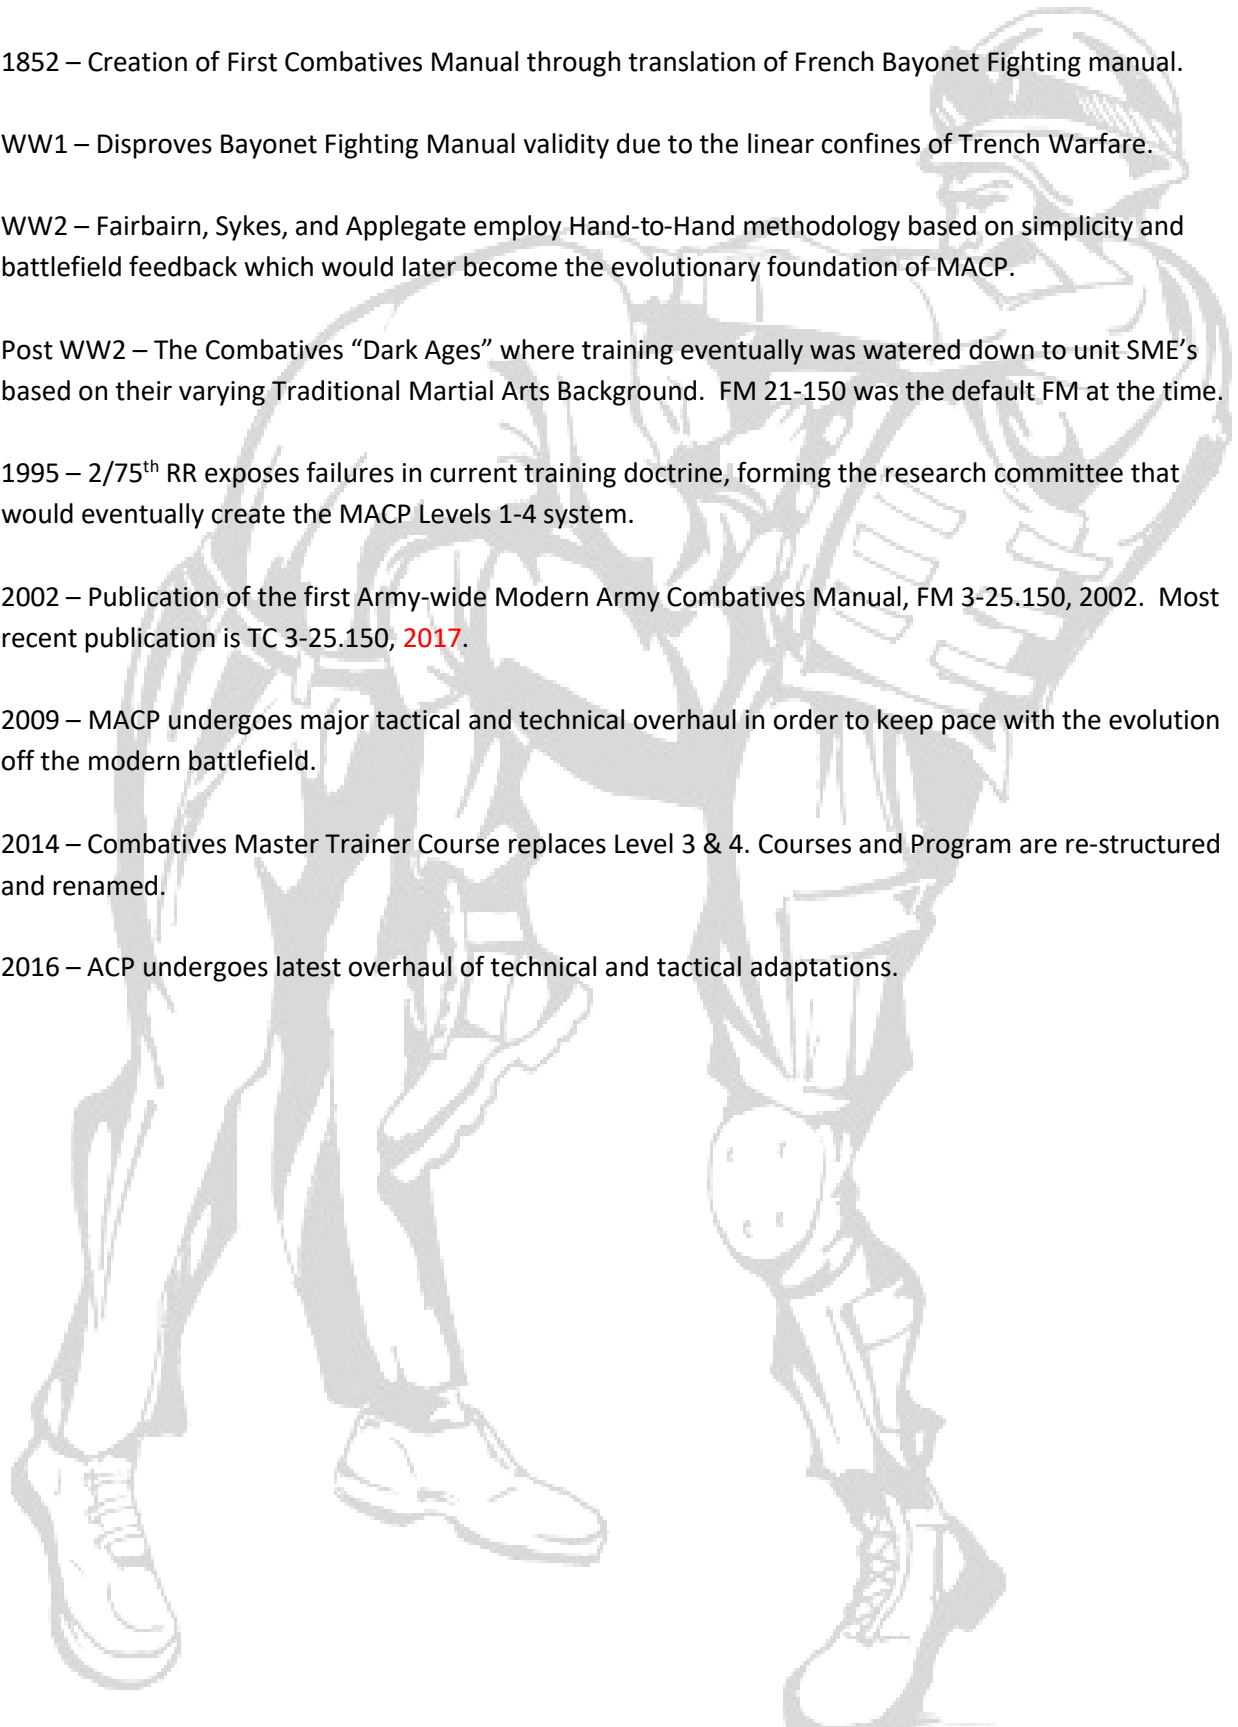 1852 – Creation of First Combatives Manual through translation of French Bayonet Fighting manual.
WW1 – Disproves Bayonet Fighting Manual validity due to the linear confines of Trench Warfare.
WW2 – Fairbairn, Sykes, and Applegate employ Hand-to-Hand methodology based on simplicity and
battlefield feedback which would later become the evolutionary foundation of MACP.
Post WW2 – The Combatives “Dark Ages” where training eventually was watered down to unit SME’s
based on their varying Traditional Martial Arts Background.  FM 21-150 was the default FM at the time.
1995 – 2/75th RR exposes failures in current training doctrine, forming the research committee that
would eventually create the MACP Levels 1-4 system.
2002 – Publication of the first Army-wide Modern Army Combatives Manual, FM 3-25.150, 2002.  Most
recent publication is TC 3-25.150, 2017.
2009 – MACP undergoes major tactical and technical overhaul in order to keep pace with the evolution
off the modern battlefield.
2014 – Combatives Master Trainer Course replaces Level 3 & 4. Courses and Program are re-structured
and renamed.
2016 – ACP undergoes latest overhaul of technical and tactical adaptations.